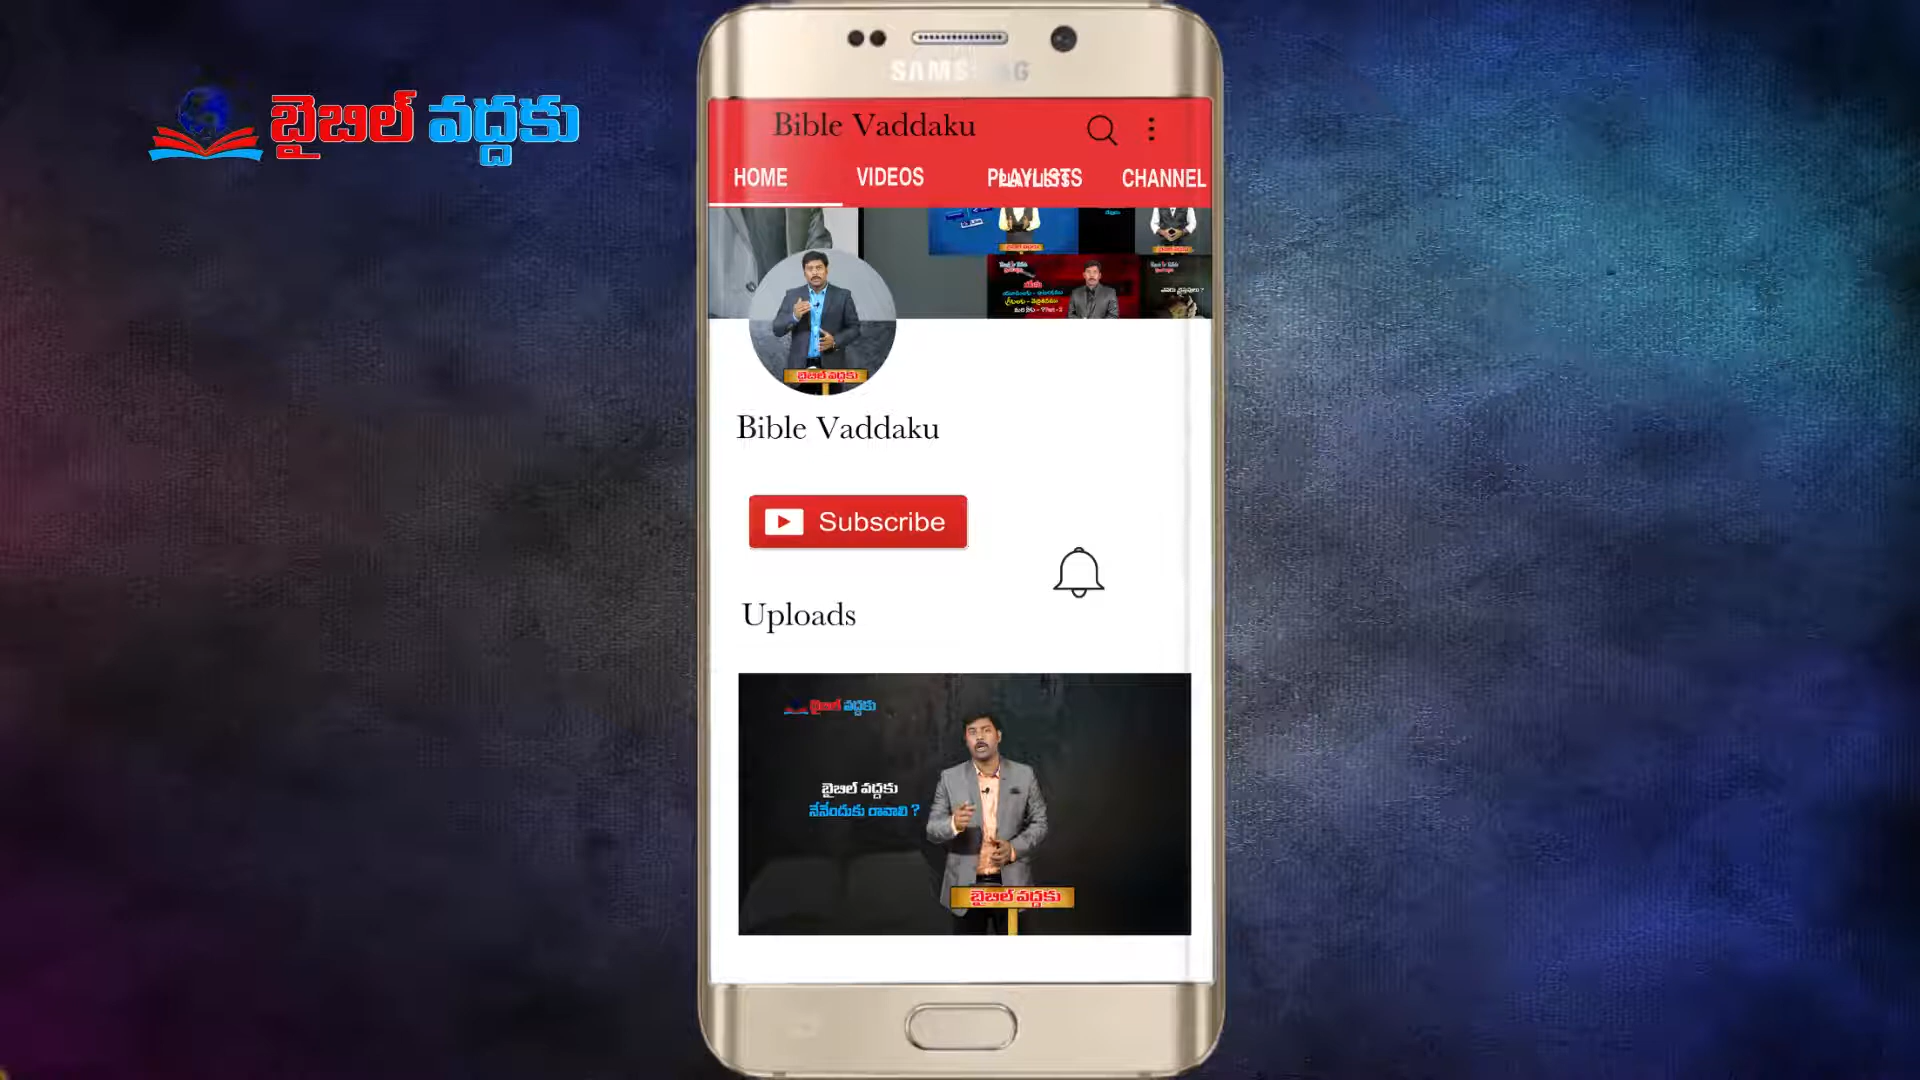 బైబిల్ వద్దకు
SAMSUNG
Bible Vaddaku
HOME
VIDEOS
PLAYLISTS
CHANNEL
బైబిల్ వద్దకు
Bible Vaddaku
Subscribe
Uploads
బైబిల్ వద్దకు
బైబిల్ వద్దకు
నేనేందుకు రావాలి ?
బైబిల్ వద్దకు